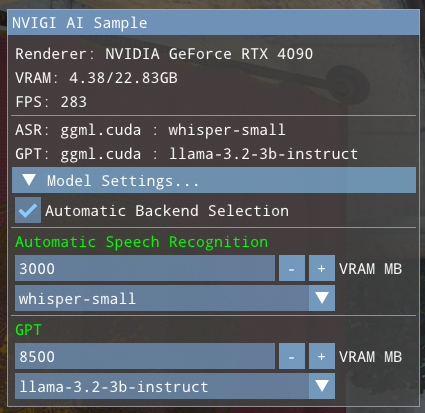 NVIGI AI Sample
Renderer: NVIDIA GeForce RTX 4090
VRAM: 4.38/22.83GB
FPS: 283
ASR: ggml.cuda : whisper-small
GPT: ggml.cuda : llama-3.2-3b-instruct
Model Settings...
Automatic Backend Selection
Automatic Speech Recognition
3000 - + VRAM MB
whisper-small
GPT
8500 - + VRAM MB
llama-3.2-3b-instruct